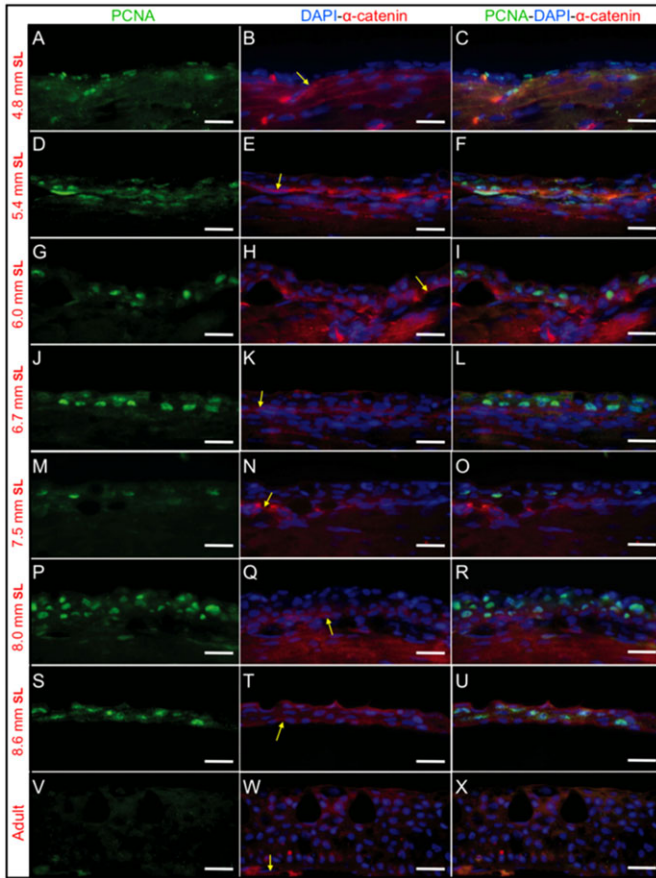 PCNA DAPI-α-catenin PCNA-DAPI-α-catenin
4.8 mm SL A B C
5.4 mm SL D E F
6.0 mm SL G H I
6.7 mm SL J K L
7.5 mm SL M N O
8.0 mm SL P Q R
8.6 mm SL S T U
Adult V W X